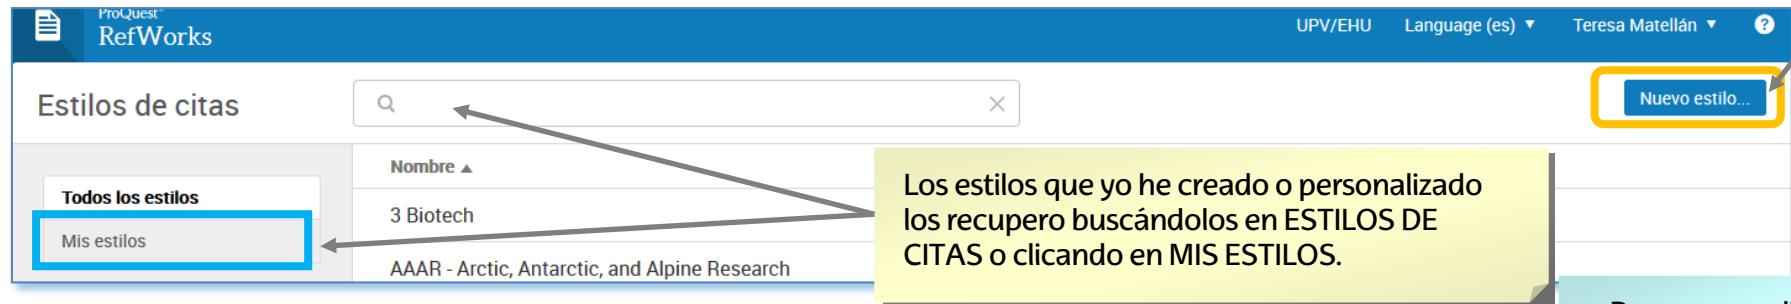 ProQuest®
RefWorks
UPV/EHU Language (es) ▼ Teresa Matellán ▼ ?
Estilos de citas
Nuevo estilo...
Nombre ▲
Todos los estilos
Mis estilos
3 Biotech
AAAR - Arctic, Antarctic, and Alpine Research
Los estilos que yo he creado o personalizado
los recupero buscándolos en ESTILOS DE
CITAS o clicando en MIS ESTILOS.